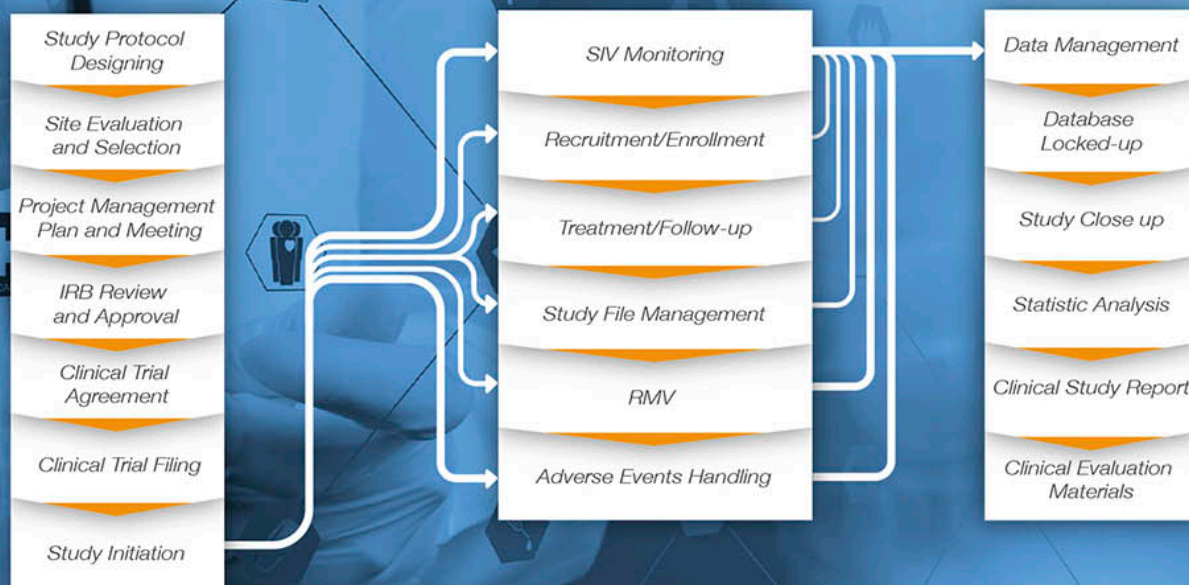 Study Protocol
Designing
Site Evaluation
and Selection
Project Management
Plan and Meeting
IRB Review
and Approval
Clinical Trial
Agreement
Clinical Trial Filing
Study Initiation
SIV Monitoring
Recruitment/Enrollment
Treatment/Follow-up
Study File Management
RMV
Adverse Events Handling
Data Management
Database
Locked-up
Study Close up
Statistic Analysis
Clinical Study Report
Clinical Evaluation
Materials